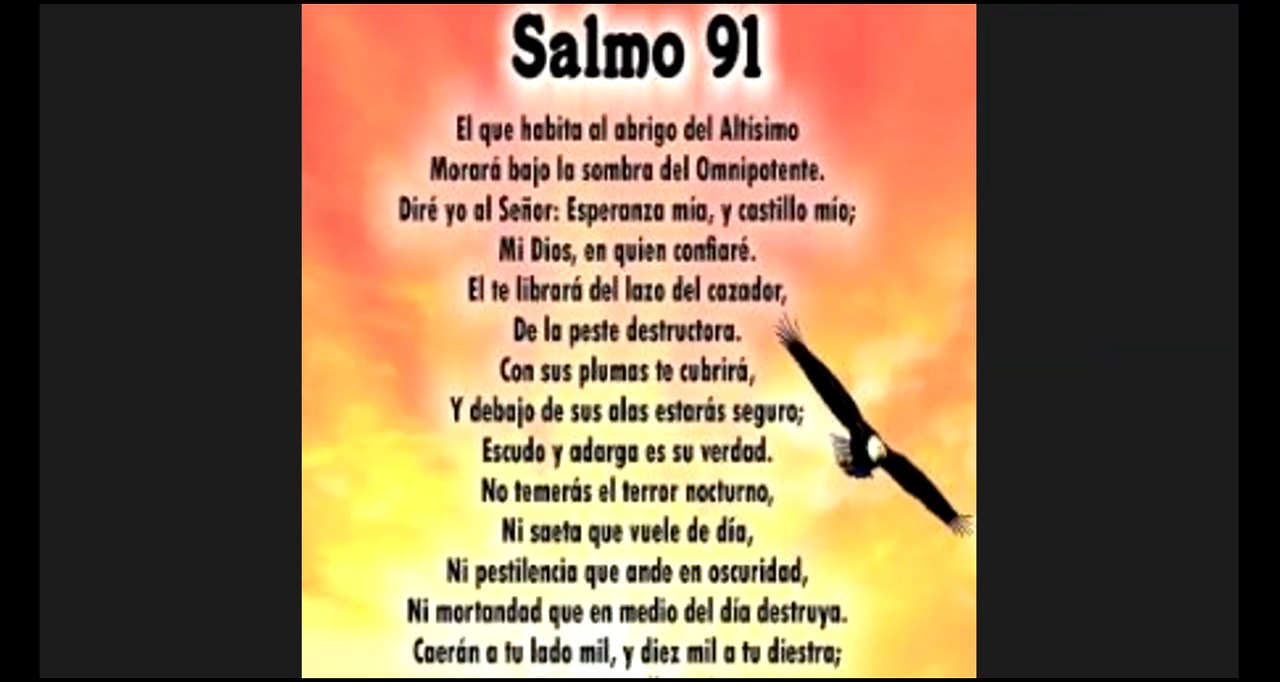 Salmo 91
El que habita al abrigo del Altísimo
Morará bajo la sombra del Omnipotente.
Diré yo al Señor: Esperanza mía, y castillo mío;
Mi Dios, en quien confiaré.
El te librará del lazo del cazador,
De la peste destructora.
Con sus plumas te cubrirá,
Y debajo de sus alas estarás seguro;
Escudo y adarga es su verdad.
No temerás el terror nocturno,
Ni saeta que vuele de día,
Ni pestilencia que ande en oscuridad,
Ni mortandad que en medio del día destruya.
Caerán a tu lado mil, y diez mil a tu diestra;